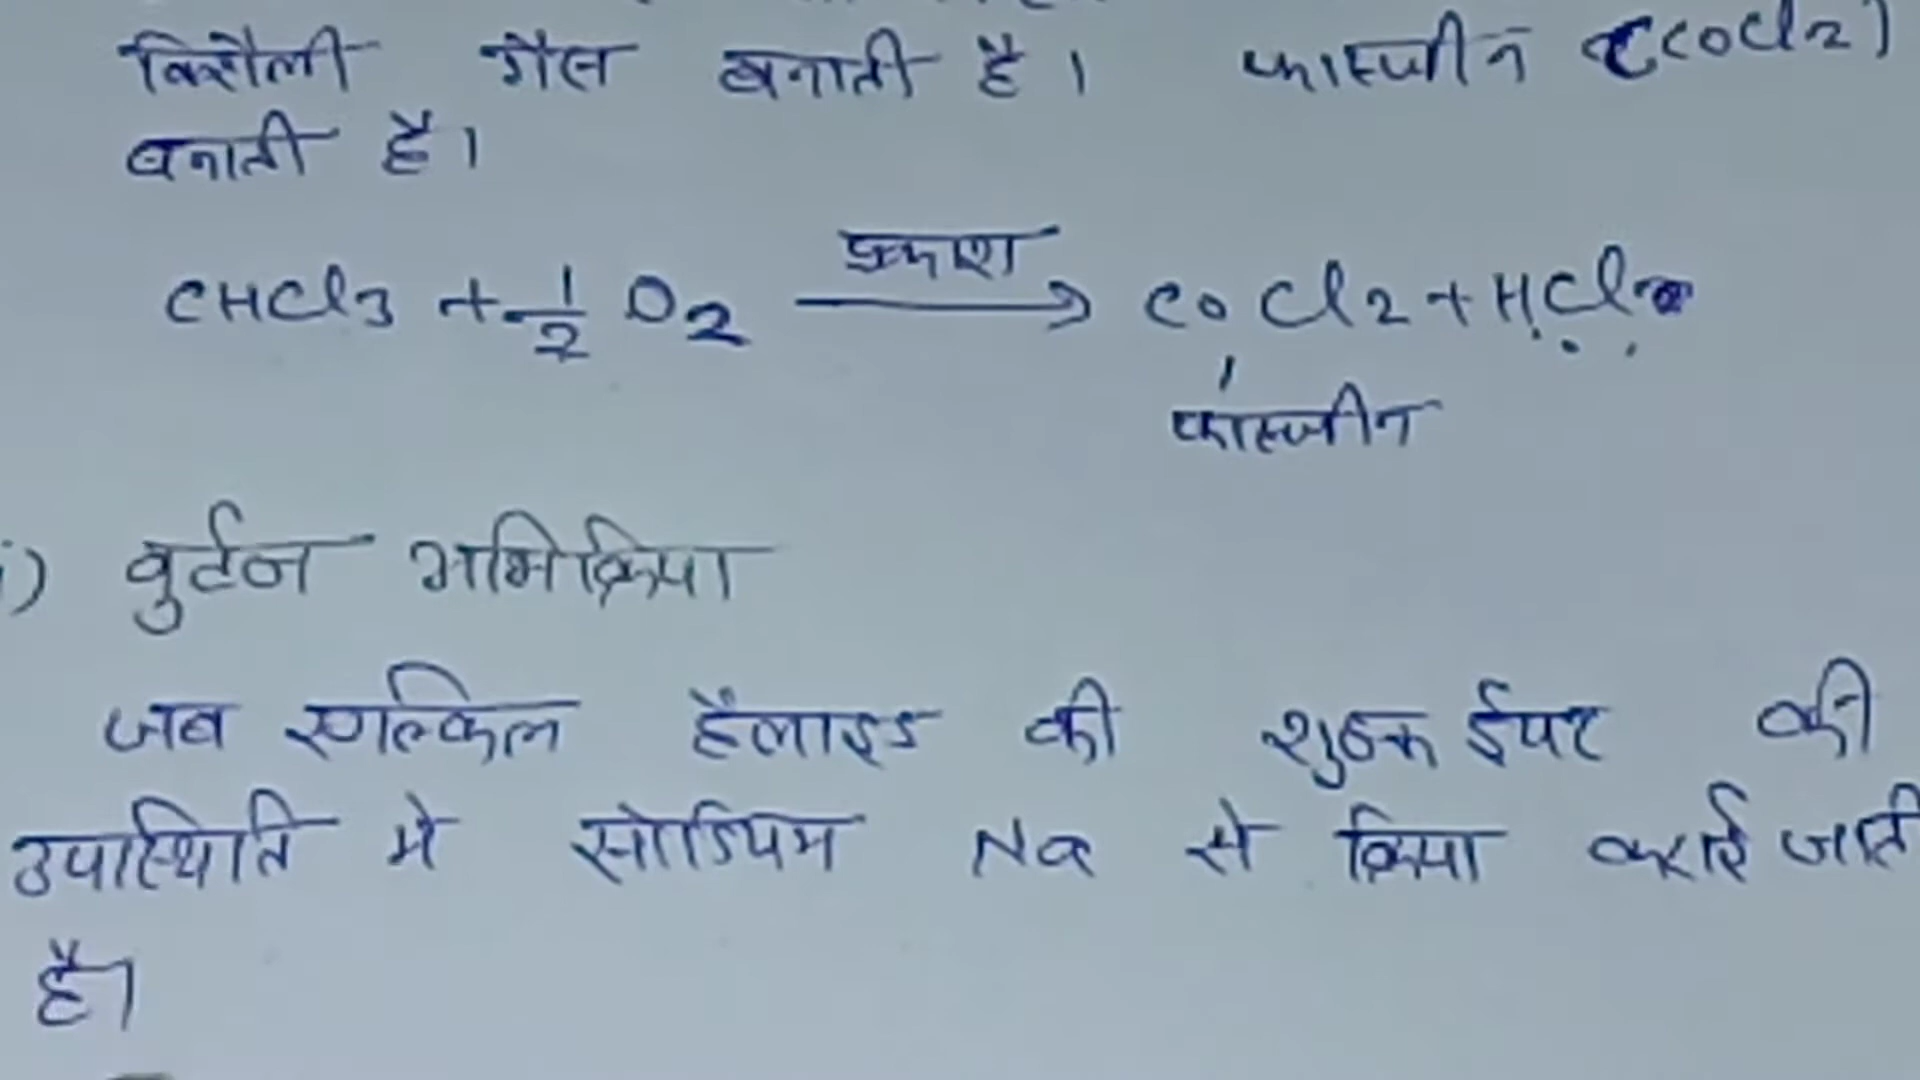 विशैली गैस बनाती है । फास्जीन (COCl2)
बनाती है ।
प्रकाश
CHCl3 + 1/2 O2 → COCl2 + HCl
फास्जीन
i) वुर्टज अभिक्रिया
जब एल्किल हैलाइड की शुष्क ईथर की
उपास्थिति मे सोडियम Na से क्रिया कराई जाती
है।